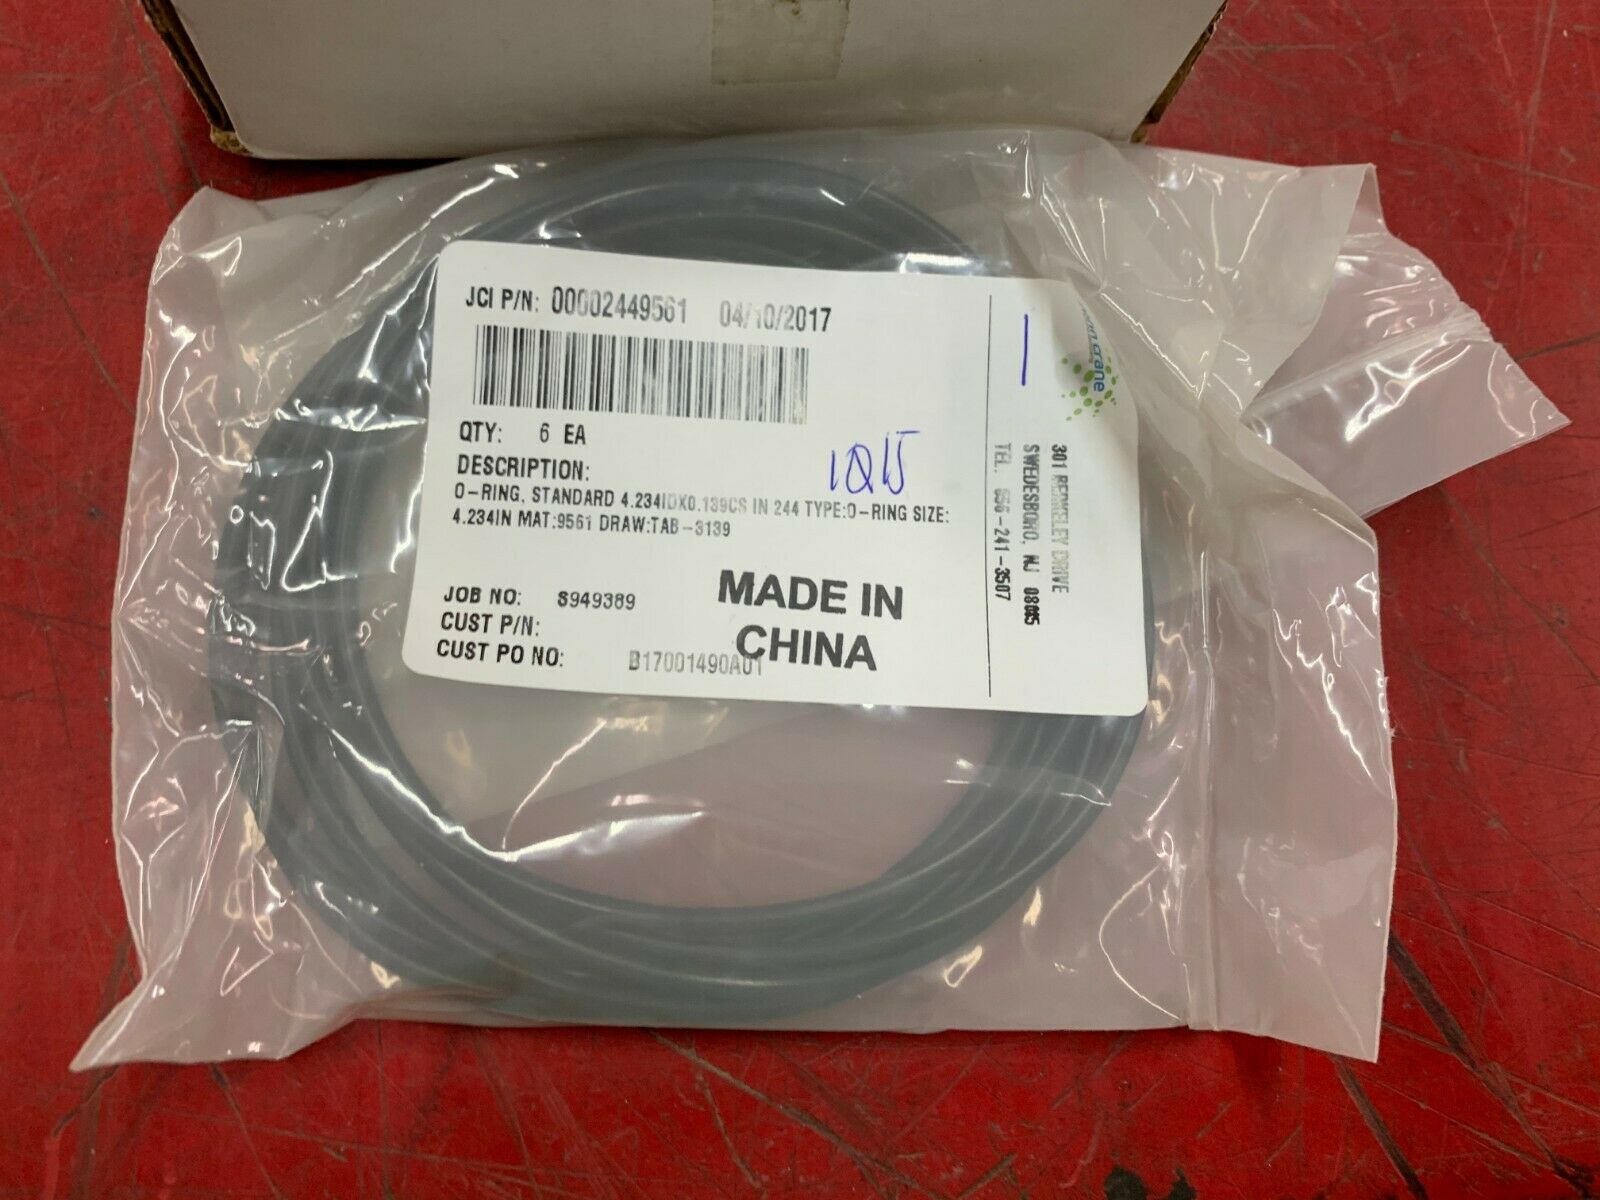 JCI P/N: 00002449561 04/10/2017
QTY: 6 EA
DESCRIPTION:
O-RING, STANDARD 4.234IDX0.139CS IN 244 TYPE:O-RING SIZE:
4.234IN MAT:9561 DRAW:TAB-3139
JOB NO: 8949389
CUST P/N:
CUST PO NO: B17001490A01
MADE IN
CHINA
crane
301 BERKELEY DRIVE
SWEDESBORO, NJ 08085
TEL. 856-241-3507